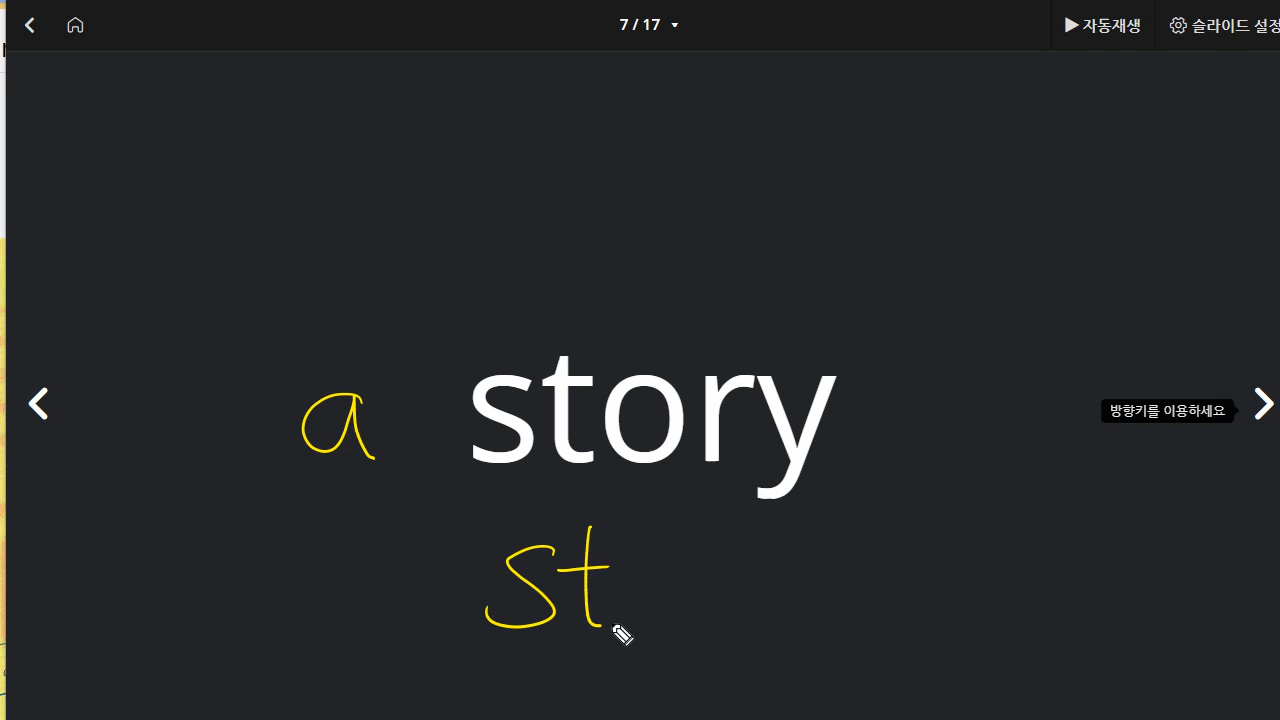 7 / 17
자동재생
슬라이드 설정
a story
방향키를 이용하세요
st